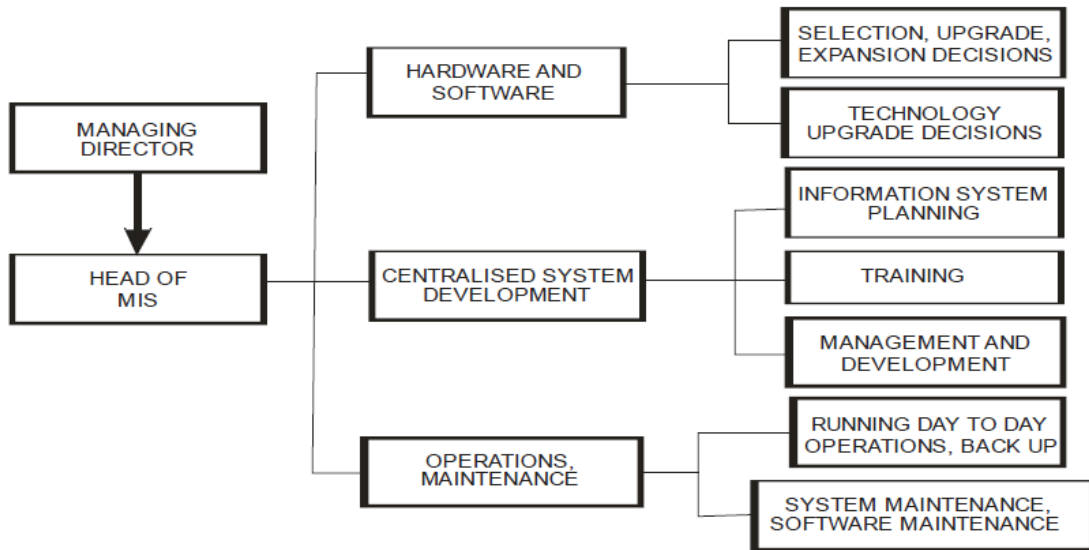 MANAGING
DIRECTOR
HEAD OF
MIS
HARDWARE AND
SOFTWARE
SELECTION, UPGRADE,
EXPANSION DECISIONS
TECHNOLOGY
UPGRADE DECISIONS
CENTRALISED SYSTEM
DEVELOPMENT
INFORMATION SYSTEM
PLANNING
TRAINING
MANAGEMENT AND
DEVELOPMENT
OPERATIONS,
MAINTENANCE
RUNNING DAY TO DAY
OPERATIONS, BACK UP
SYSTEM MAINTENANCE,
SOFTWARE MAINTENANCE